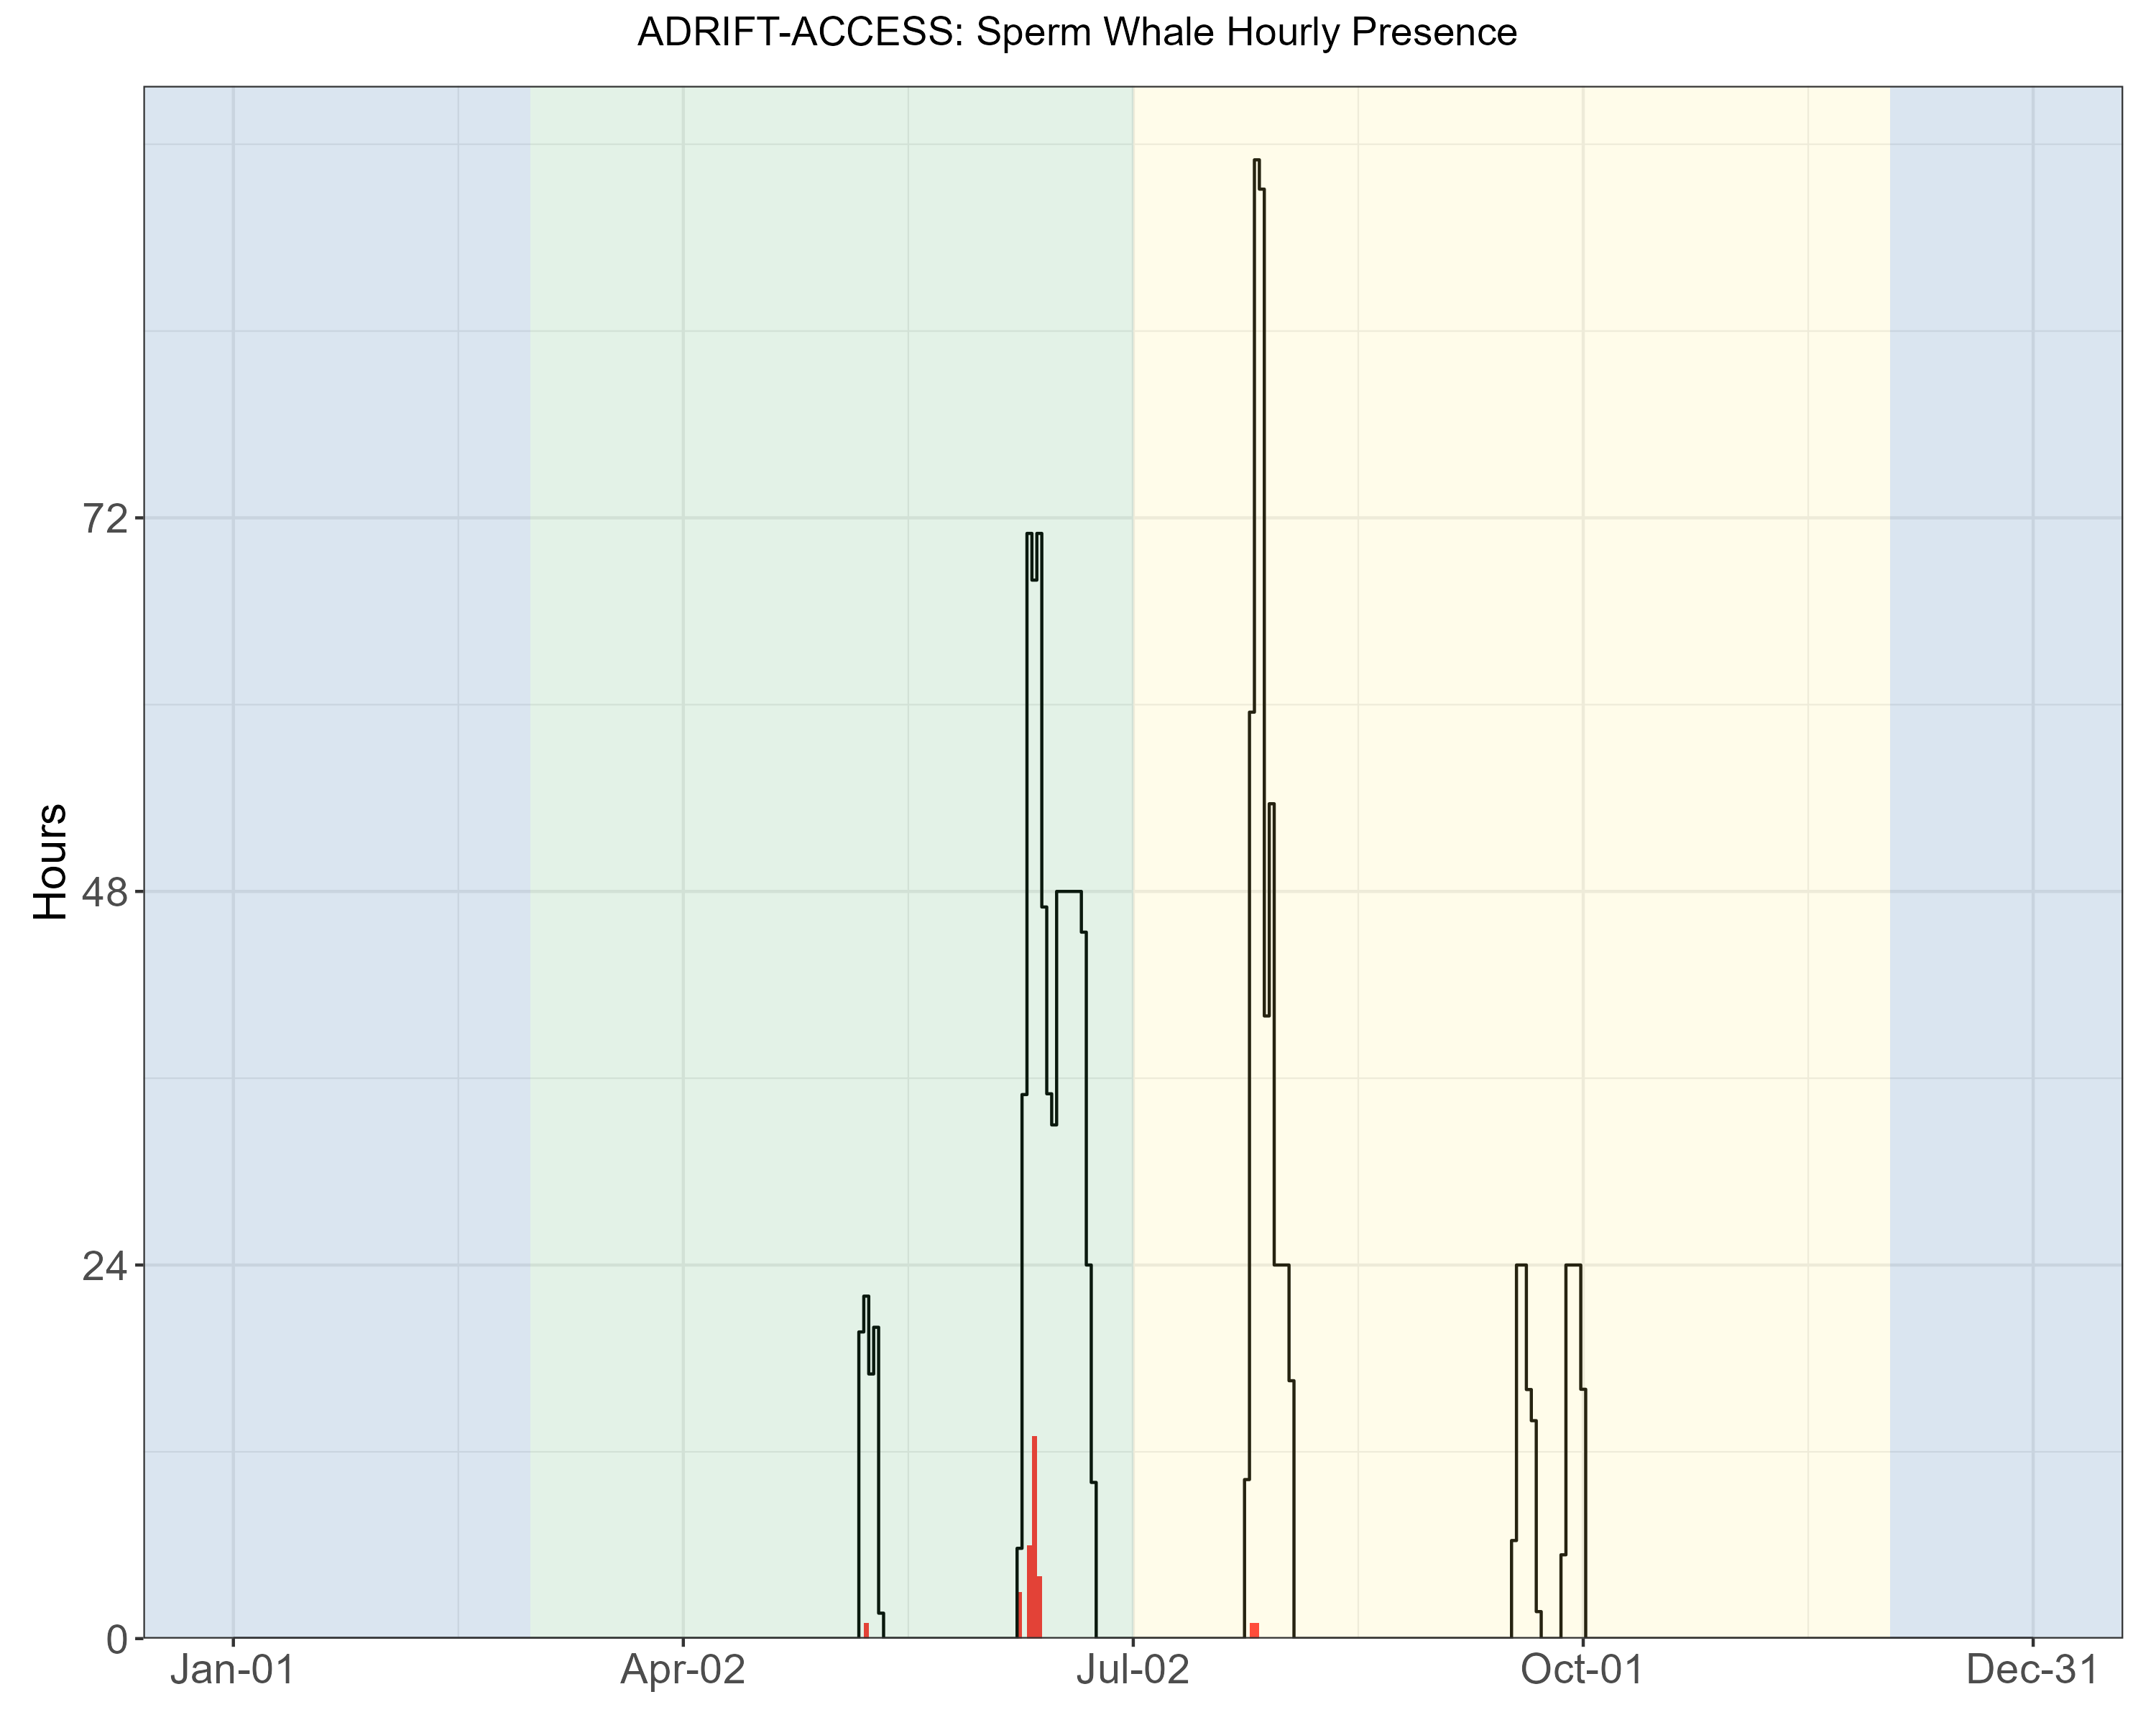 ADRIFT-ACCESS: Sperm Whale Hourly Presence
Hours
72
48
24
0
Jan-01 Apr-02 Jul-02 Oct-01 Dec-31